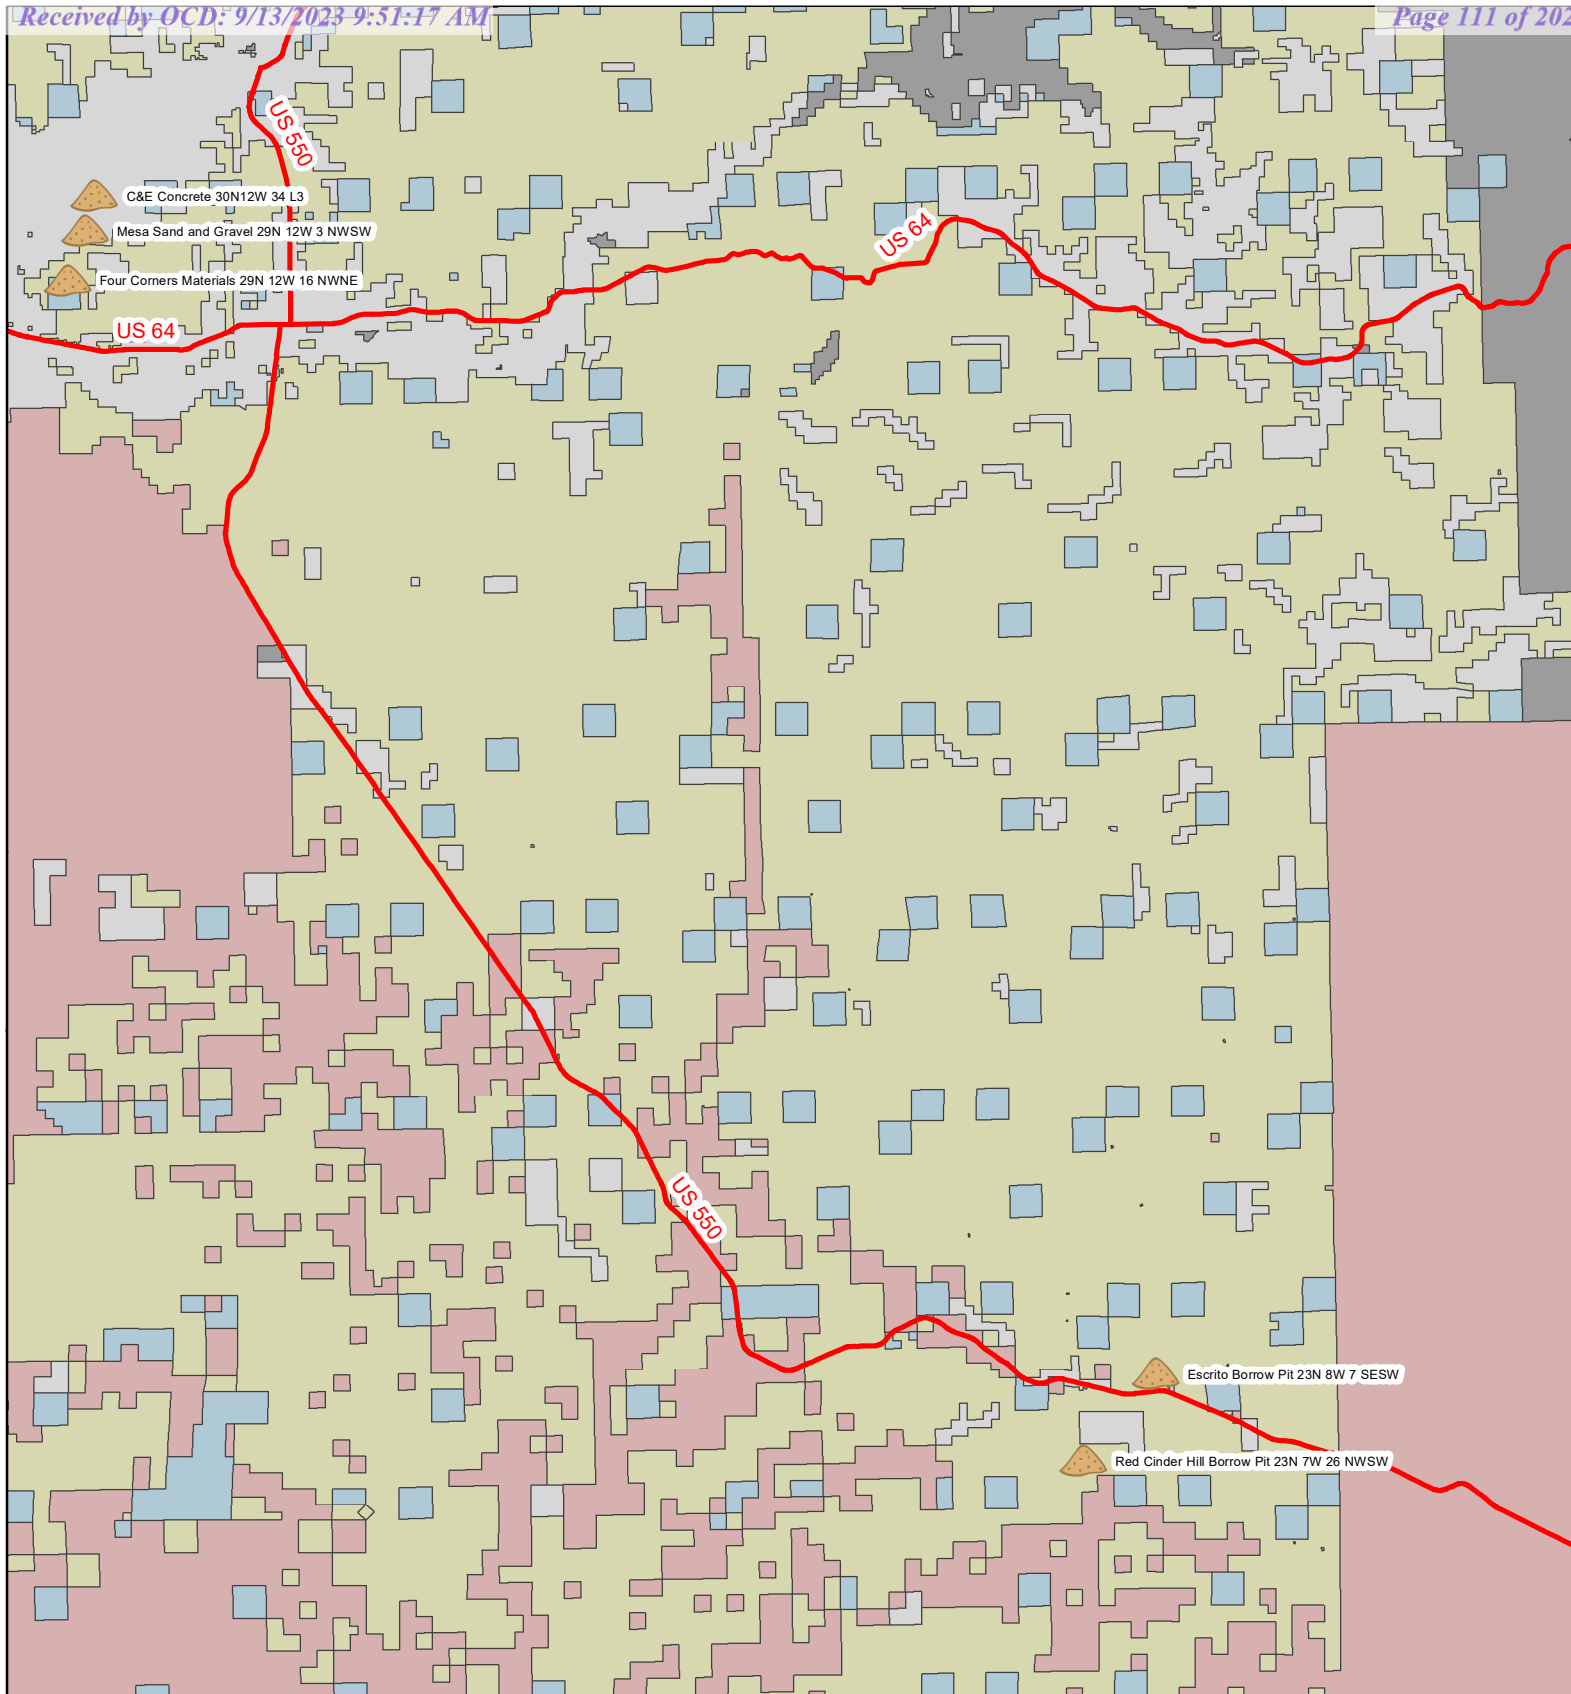 Received by OCD: 9/13/2023 9:51:17 AM
Page 111 of 202
US 550
C&E Concrete 30N12W 34 L3
Mesa Sand and Gravel 29N 12W 3 NWSW
US 64
Four Corners Materials 29N 12W 16 NWNE
US 64
US 550
Escrito Borrow Pit 23N 8W 7 SESW
Red Cinder Hill Borrow Pit 23N 7W 26 NWSW